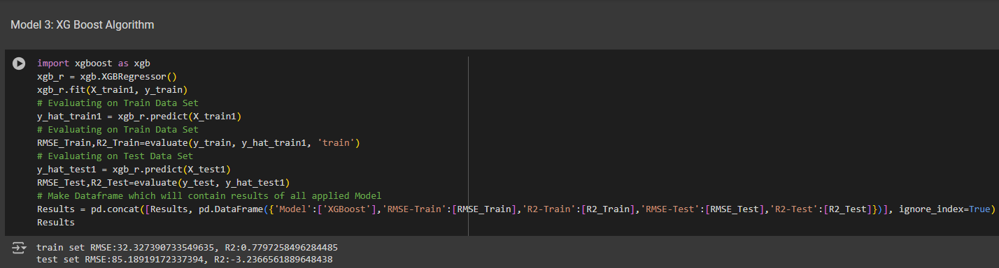 Model 3: XG Boost Algorithm
import xgboost as xgb
xgb_r = xgb.XGBRegressor()
xgb_r.fit(X_train1, y_train)
# Evaluating on Train Data Set
y_hat_train1 = xgb_r.predict(X_train1)
# Evaluating on Train Data Set
RMSE_Train,R2_Train=evaluate(y_train, y_hat_train1, 'train')
# Evaluating on Test Data Set
y_hat_test1 = xgb_r.predict(X_test1)
RMSE_Test,R2_Test=evaluate(y_test, y_hat_test1)
# Make Dataframe which will contain results of all applied Model
Results = pd.concat([Results, pd.DataFrame({'Model':['XGBoost'],'RMSE-Train':[RMSE_Train],'R2-Train':[R2_Train],'RMSE-Test':[RMSE_Test],'R2-Test':[R2_Test]})], ignore_index=True)
Results
train set RMSE:32.327390733549635, R2:0.7797258496284485
test set RMSE:85.18919172337394, R2:-3.2366561889648438